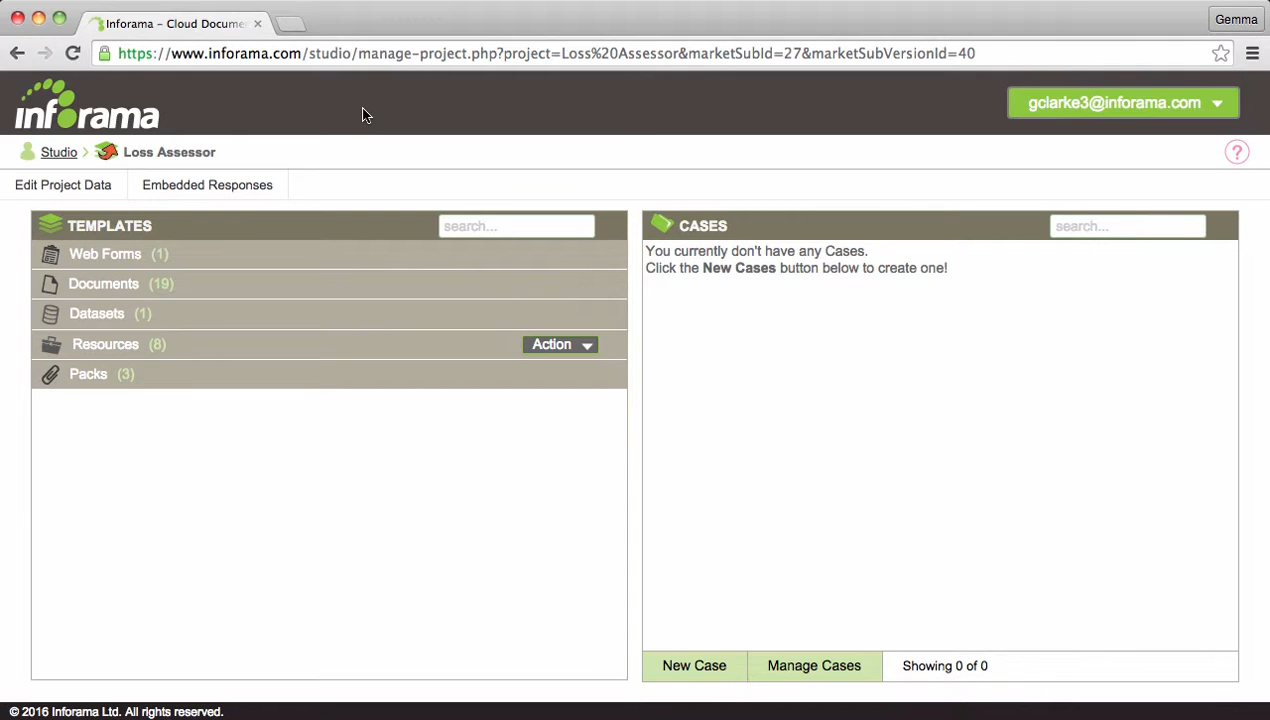 Inforama – Cloud Docume
Gemma
https://www.inforama.com/studio/manage-project.php?project=Loss%20Assessor&marketSubId=27&marketSubVersionId=40
inforama
gclarke3@inforama.com
Studio Loss Assessor
?
Edit Project Data Embedded Responses
TEMPLATES search...
Web Forms (1)
Documents (19)
Datasets (1)
Resources (8) Action
Packs (3)
CASES search...
You currently don't have any Cases.
Click the New Cases button below to create one!
New Case Manage Cases Showing 0 of 0
© 2016 Inforama Ltd. All rights reserved.